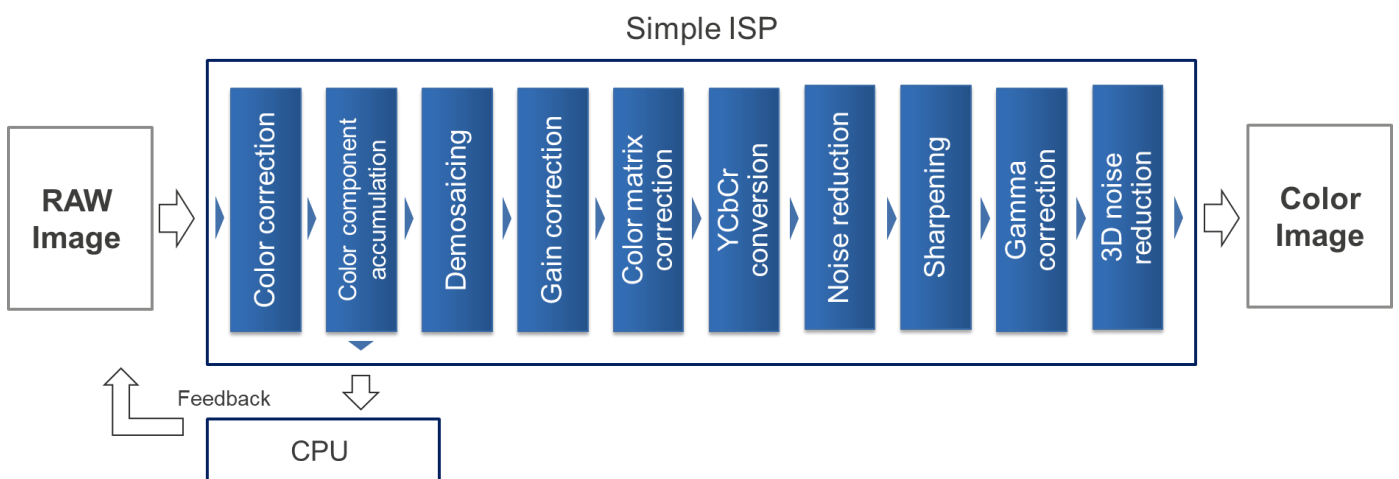 Simple ISP
RAW
Image
Color correction
Color component
accumulation
Demosaicing
Gain correction
Color matrix
correction
YCbCr
conversion
Noise reduction
Sharpening
Gamma
correction
3D noise
reduction
Color
Image
Feedback
CPU